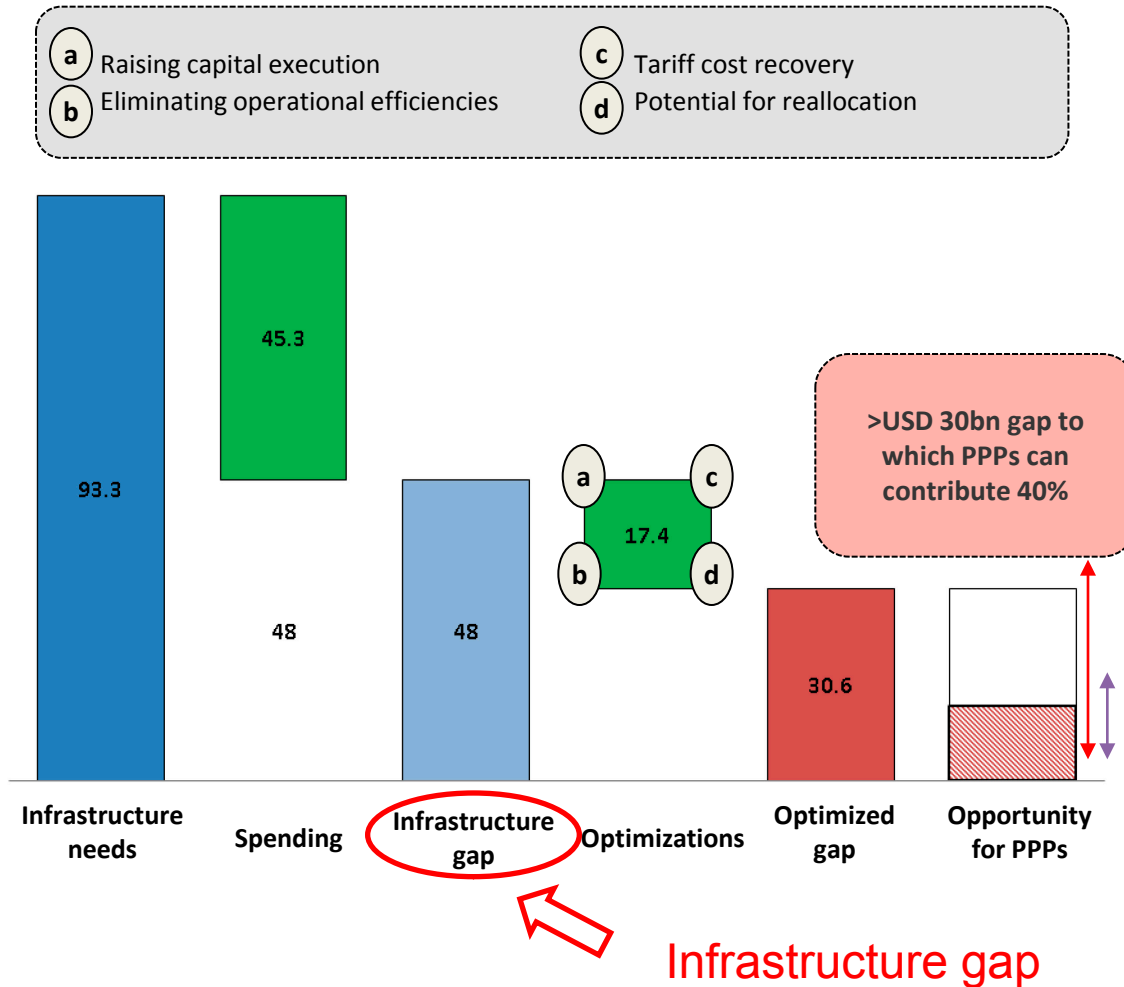 a Raising capital execution
b Eliminating operational efficiencies
c Tariff cost recovery
d Potential for reallocation
93.3
45.3
48
48
a
c
17.4
b
d
30.6
>USD 30bn gap to
which PPPs can
contribute 40%
Infrastructure
needs
Spending
Infrastructure
gap
Optimizations
Optimized
gap
Opportunity
for PPPs
Infrastructure gap